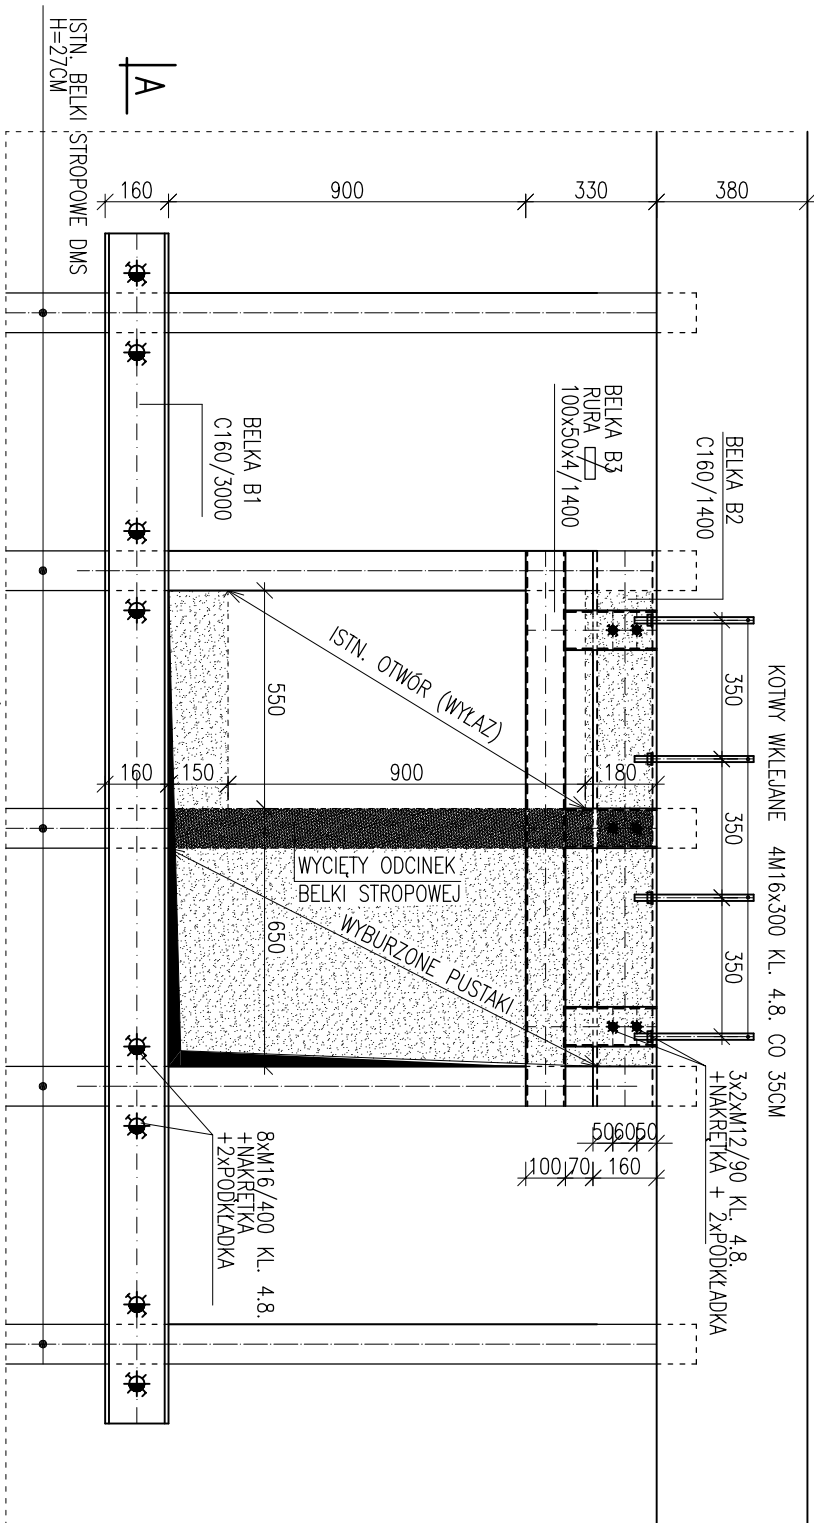 A
ISTN. BELKI STROPOWE DMS
H=27CM
160
900
330
380
BELKA B1
C160/3000
BELKA B3
RURA
100x50x4/1400
BELKA B2
C160/1400
KOTWY WKLEJANE 4M16x300 KL. 4.8. CO 35CM
350
350
350
ISTN. OTWÓR (WYŁAZ)
550
160
150
900
180
WYCIĘTY ODCINEK
BELKI STROPOWEJ
WYBURZONE PUSTAKI
650
3x2xM12/90 KL. 4.8.
+NAKRĘTKA + 2xPODKŁADKA
50
60
50
100
70
160
8xM16/400 KL. 4.8.
+NAKRĘTKA
+2xPODKŁADKA